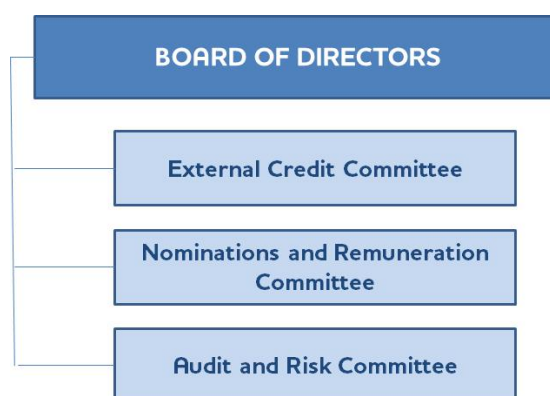 BOARD OF DIRECTORS
External Credit Committee
Nominations and Remuneration
Committee
Audit and Risk Committee